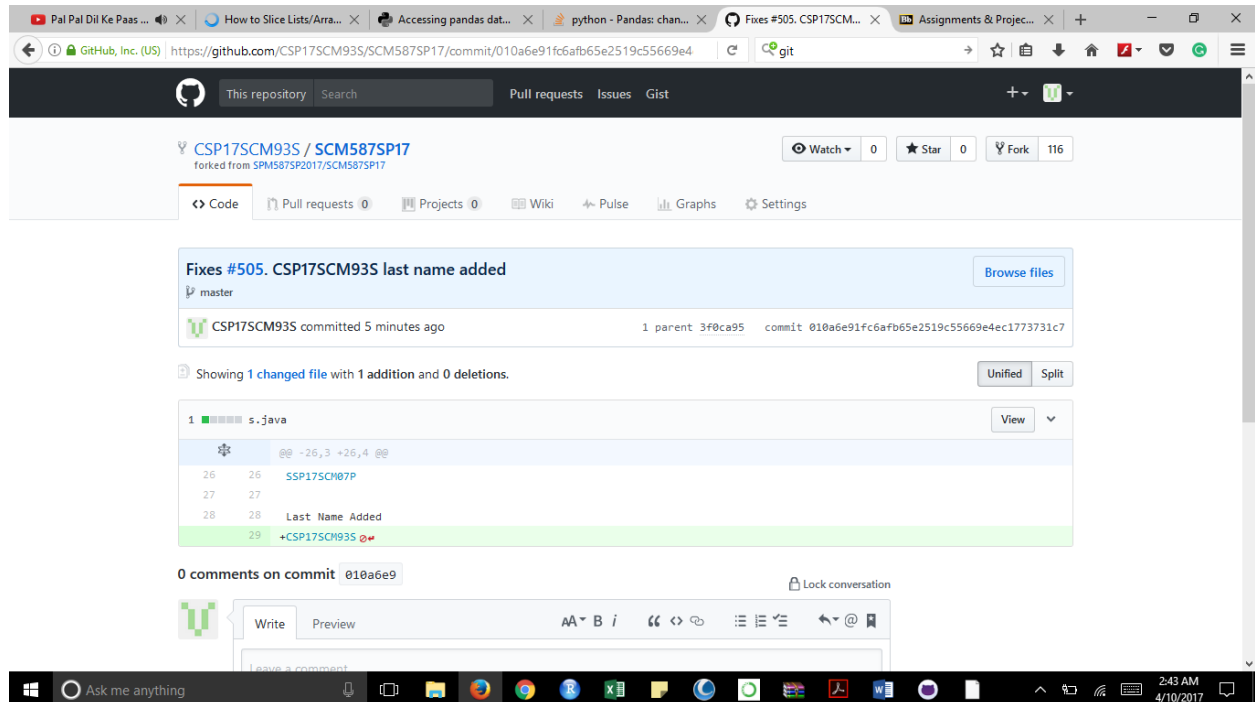 Pal Pal Dil Ke Paas ...
How to Slice Lists/Arra...
Accessing pandas dat...
python - Pandas: chan...
Fixes #505. CSP17SCM...
Assignments & Projec...
GitHub, Inc. (US) https://github.com/CSP17SCM93S/SCM587SP17/commit/010a6e91fc6afb65e2519c55669e4 git
This repository Search Pull requests Issues Gist
CSP17SCM93S / SCM587SP17 Watch 0 Star 0 Fork 116
forked from SPM587SP2017/SCM587SP17
Code Pull requests 0 Projects 0 Wiki Pulse Graphs Settings
Fixes #505. CSP17SCM93S last name added Browse files
master
CSP17SCM93S committed 5 minutes ago 1 parent 3f0ca95 commit 010a6e91fc6afb65e2519c55669e4ec1773731c7
Showing 1 changed file with 1 addition and 0 deletions. Unified Split
1 s.java View
@@ -26,3 +26,4 @@
26 26 SSP17SCM07P
27 27
28 28 Last Name Added
29 +CSP17SCM93S
0 comments on commit 010a6e9 Lock conversation
Write Preview AA B i
Leave a comment
Ask me anything 2:43 AM
4/10/2017